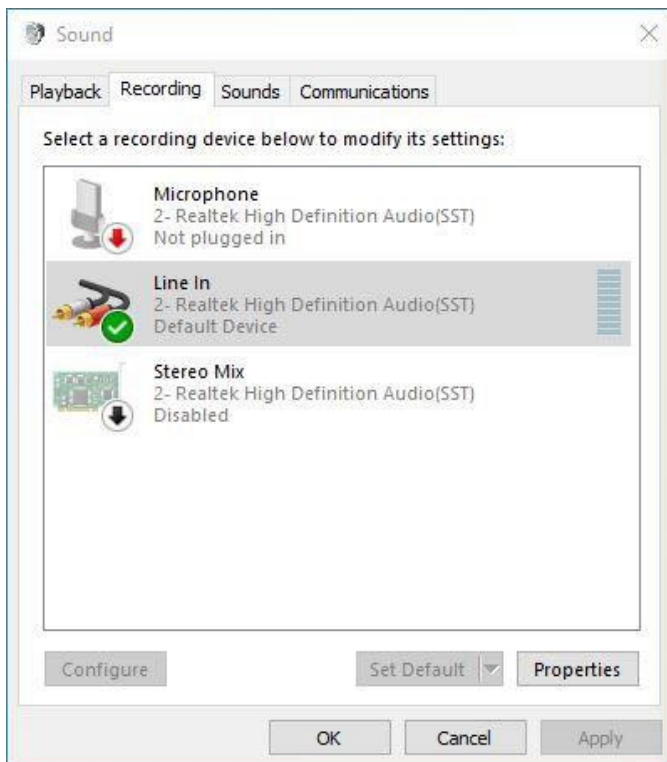 Sound
Playback Recording Sounds Communications
Select a recording device below to modify its settings:
Microphone
2- Realtek High Definition Audio(SST)
Not plugged in
Line In
2- Realtek High Definition Audio(SST)
Default Device
Stereo Mix
2- Realtek High Definition Audio(SST)
Disabled
Configure Set Default Properties
OK Cancel Apply